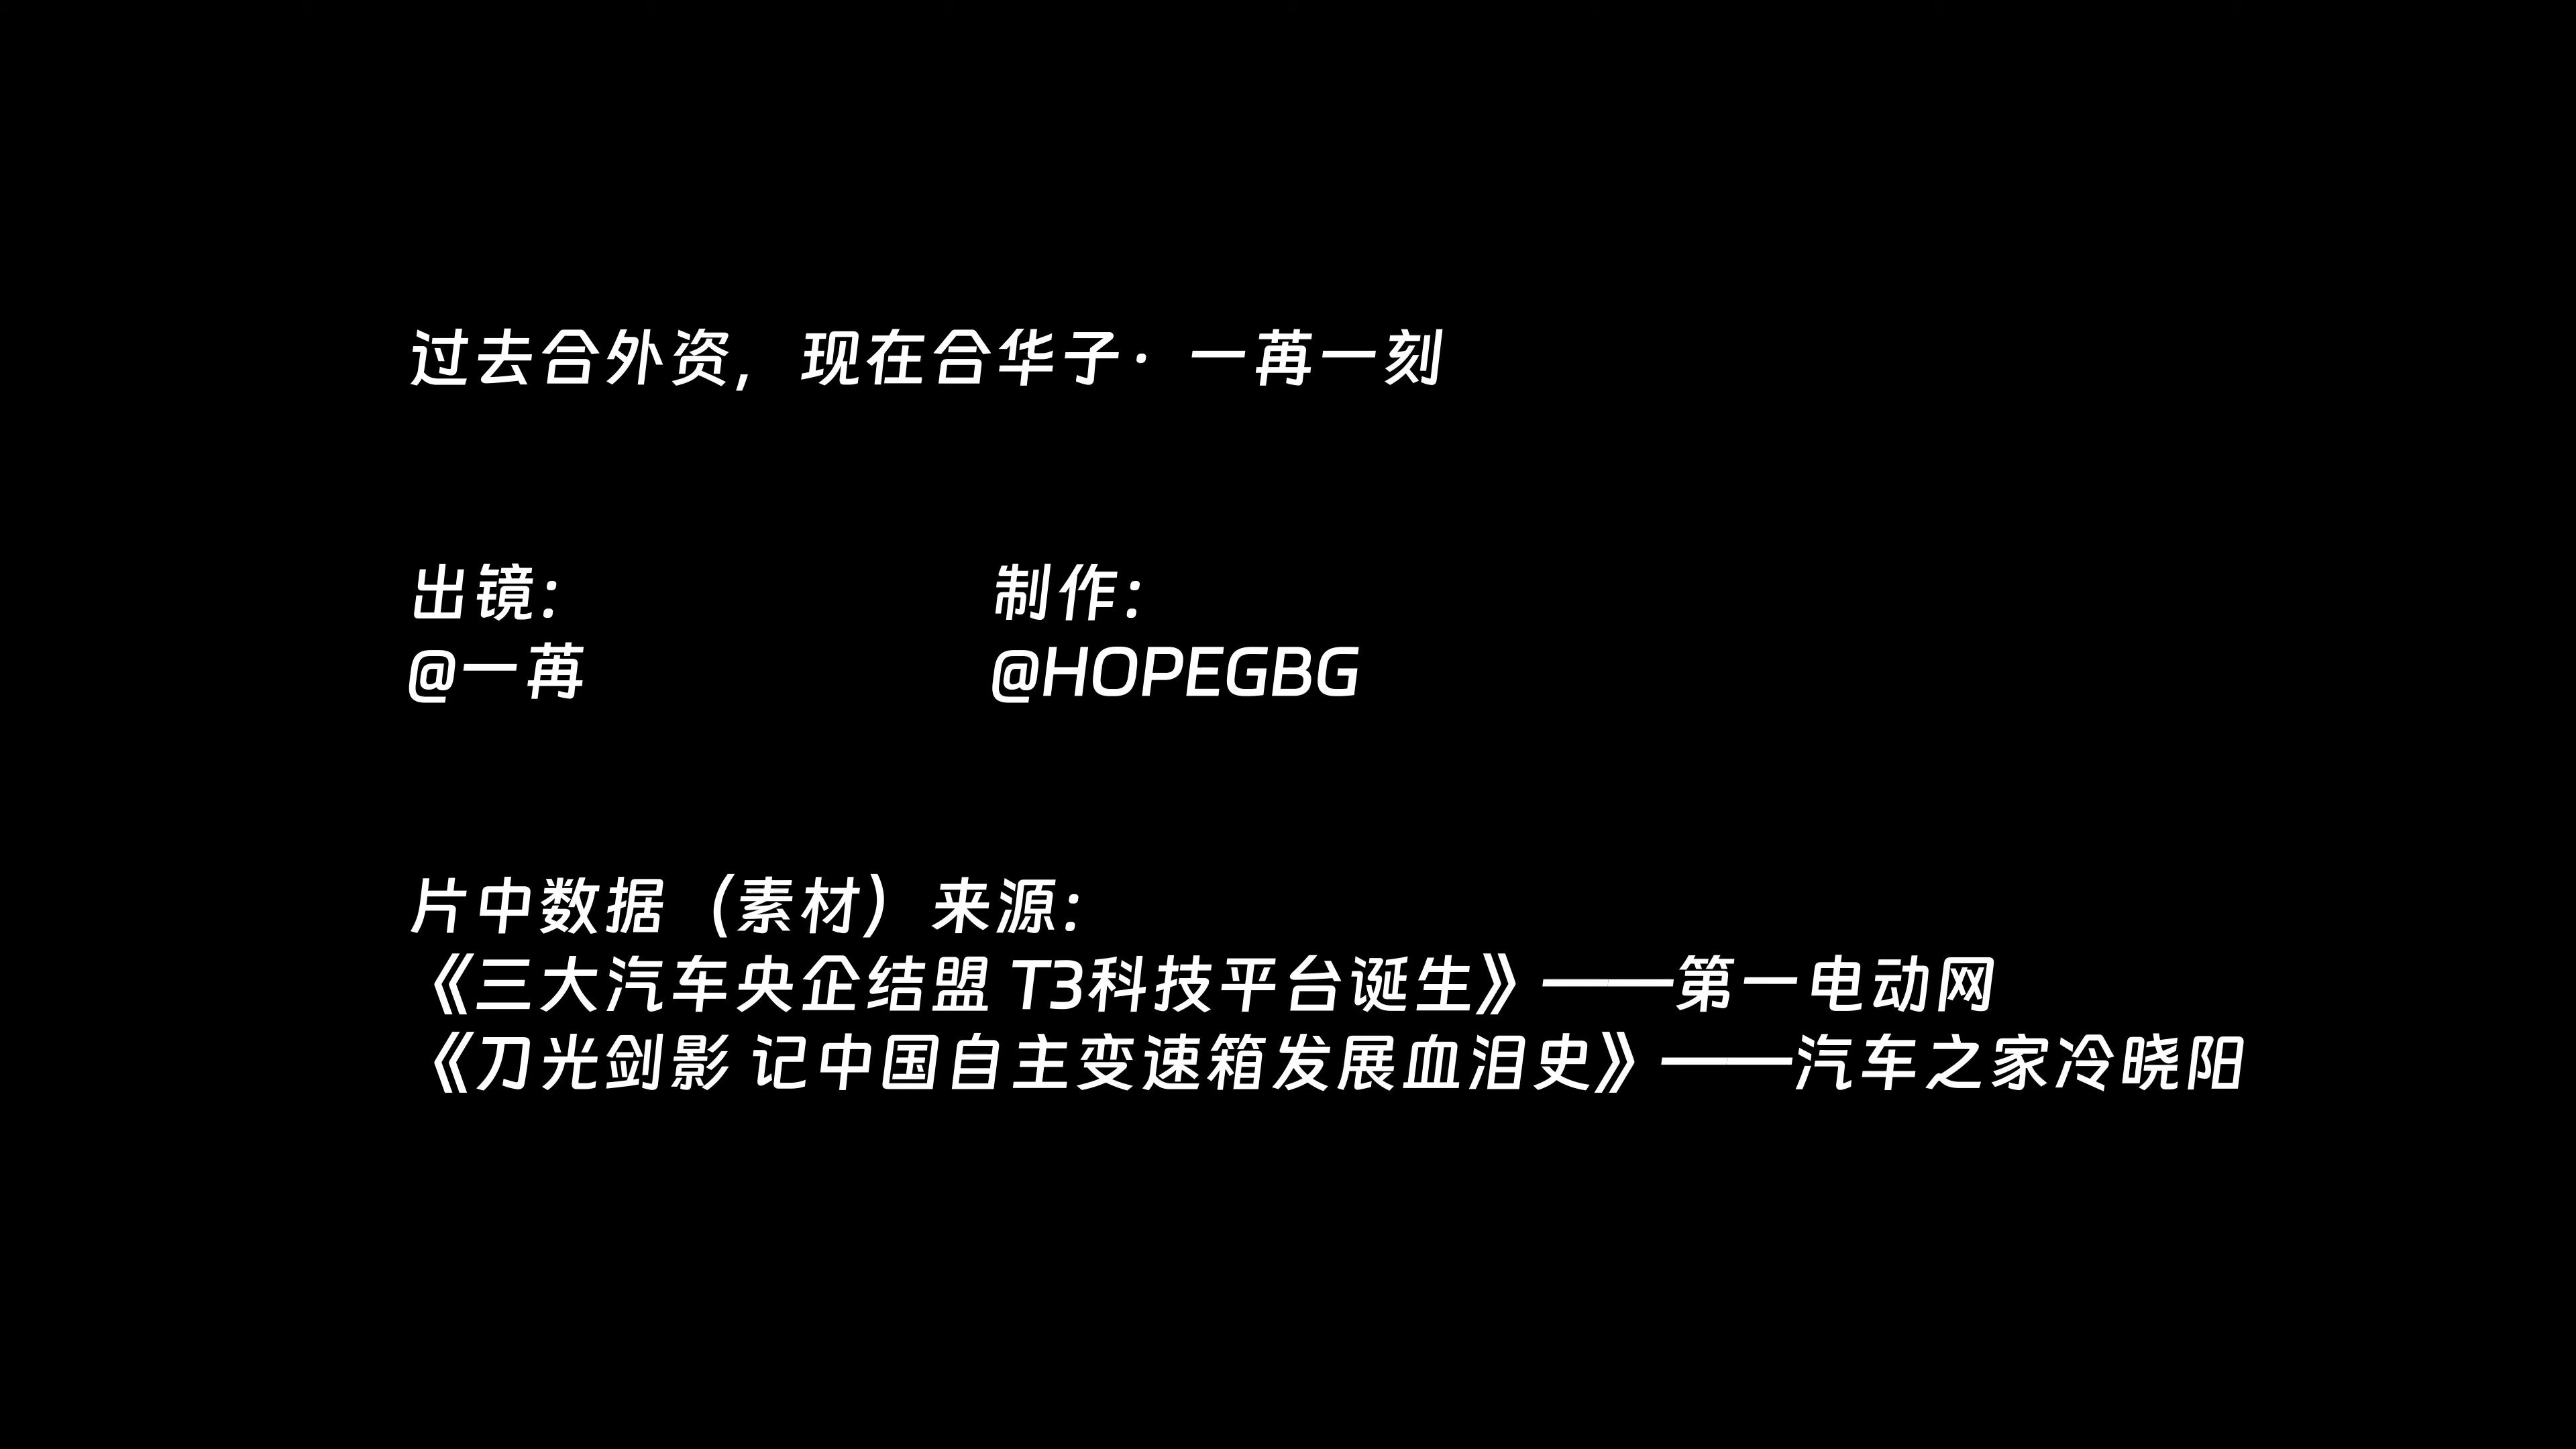 过去合外资，现在合华子·一苒一刻
出镜：
@一苒
制作：
@HOPEGBG
片中数据（素材）来源：
《三大汽车央企结盟 T3科技平台诞生》——第一电动网
《刀光剑影 记中国自主变速箱发展血泪史》——汽车之家冷晓阳